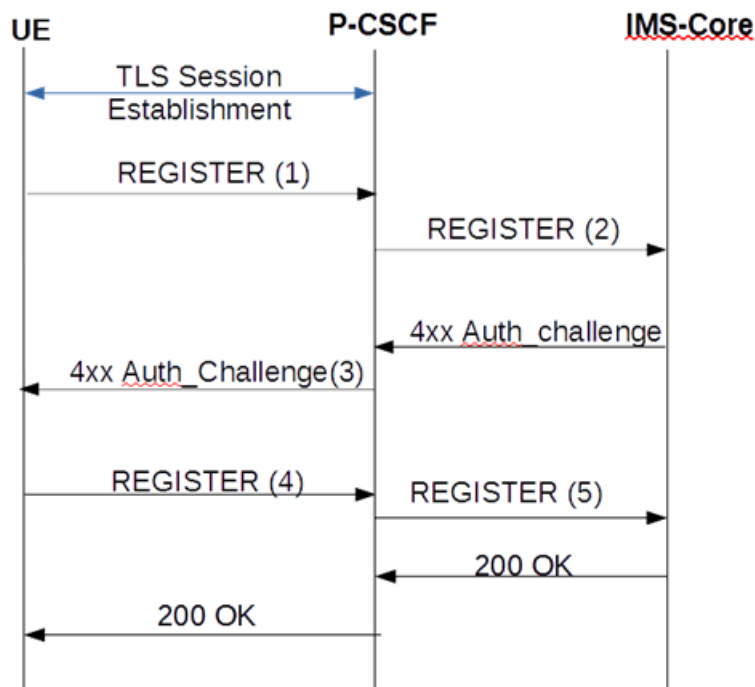 UE
P-CSCF
IMS-Core
TLS Session
Establishment
REGISTER (1)
REGISTER (2)
4xx Auth_challenge
4xx Auth_Challenge(3)
REGISTER (4)
REGISTER (5)
200 OK
200 OK